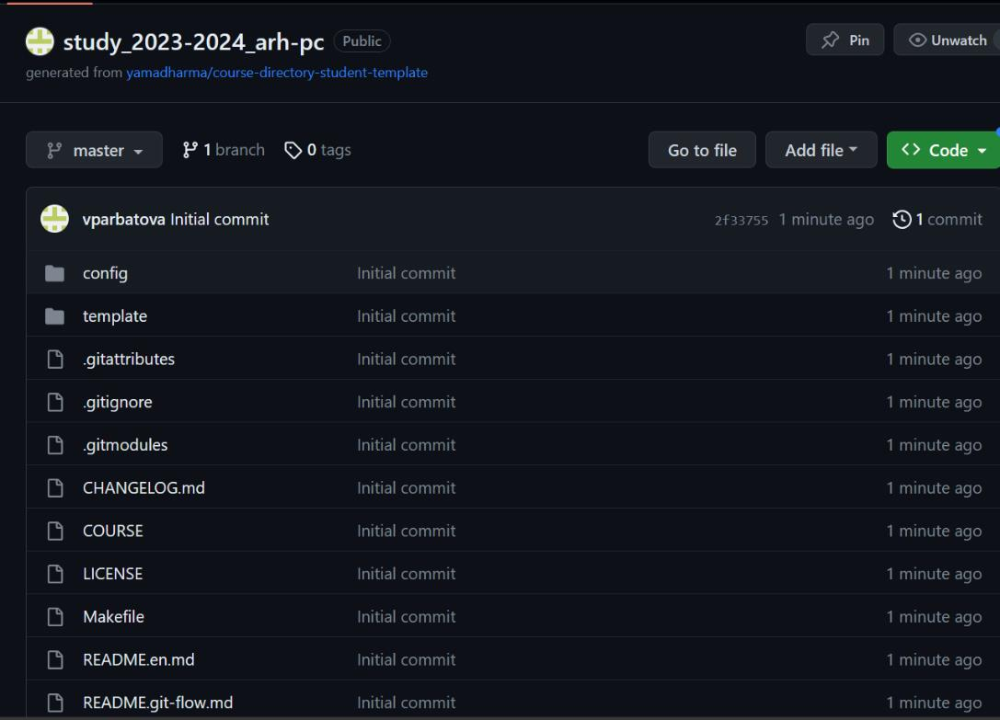 study_2023-2024_arh-pc Public Pin Unwatch
generated from yamadharma/course-directory-student-template
master 1 branch 0 tags Go to file Add file Code
vparbatova Initial commit 2f33755 1 minute ago 1 commit
config Initial commit 1 minute ago
template Initial commit 1 minute ago
.gitattributes Initial commit 1 minute ago
.gitignore Initial commit 1 minute ago
.gitmodules Initial commit 1 minute ago
CHANGELOG.md Initial commit 1 minute ago
COURSE Initial commit 1 minute ago
LICENSE Initial commit 1 minute ago
Makefile Initial commit 1 minute ago
README.en.md Initial commit 1 minute ago
README.git-flow.md Initial commit 1 minute ago